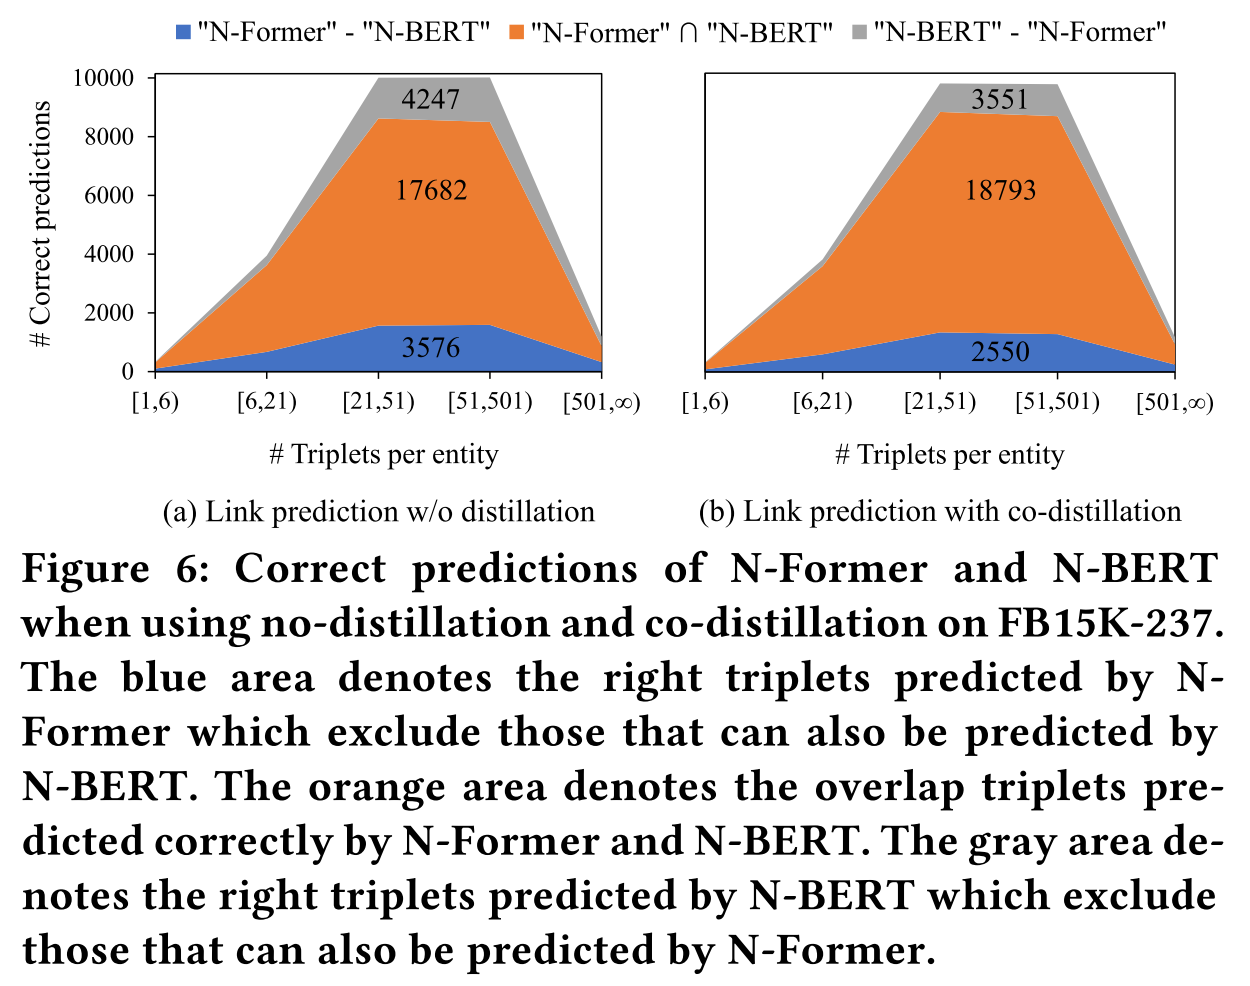 "N-Former" - "N-BERT" "N-Former" ∩ "N-BERT" "N-BERT" - "N-Former"
# Correct predictions
10000
8000
6000
4000
2000
0
4247
17682
3576
[1,6) [6,21) [21,51) [51,501) [501,∞)
# Triplets per entity
(a) Link prediction w/o distillation
3551
18793
2550
[1,6) [6,21) [21,51) [51,501) [501,∞)
# Triplets per entity
(b) Link prediction with co-distillation
Figure 6: Correct predictions of N-Former and N-BERT
when using no-distillation and co-distillation on FB15K-237.
The blue area denotes the right triplets predicted by N-
Former which exclude those that can also be predicted by
N-BERT. The orange area denotes the overlap triplets pre-
dicted correctly by N-Former and N-BERT. The gray area de-
notes the right triplets predicted by N-BERT which exclude
those that can also be predicted by N-Former.